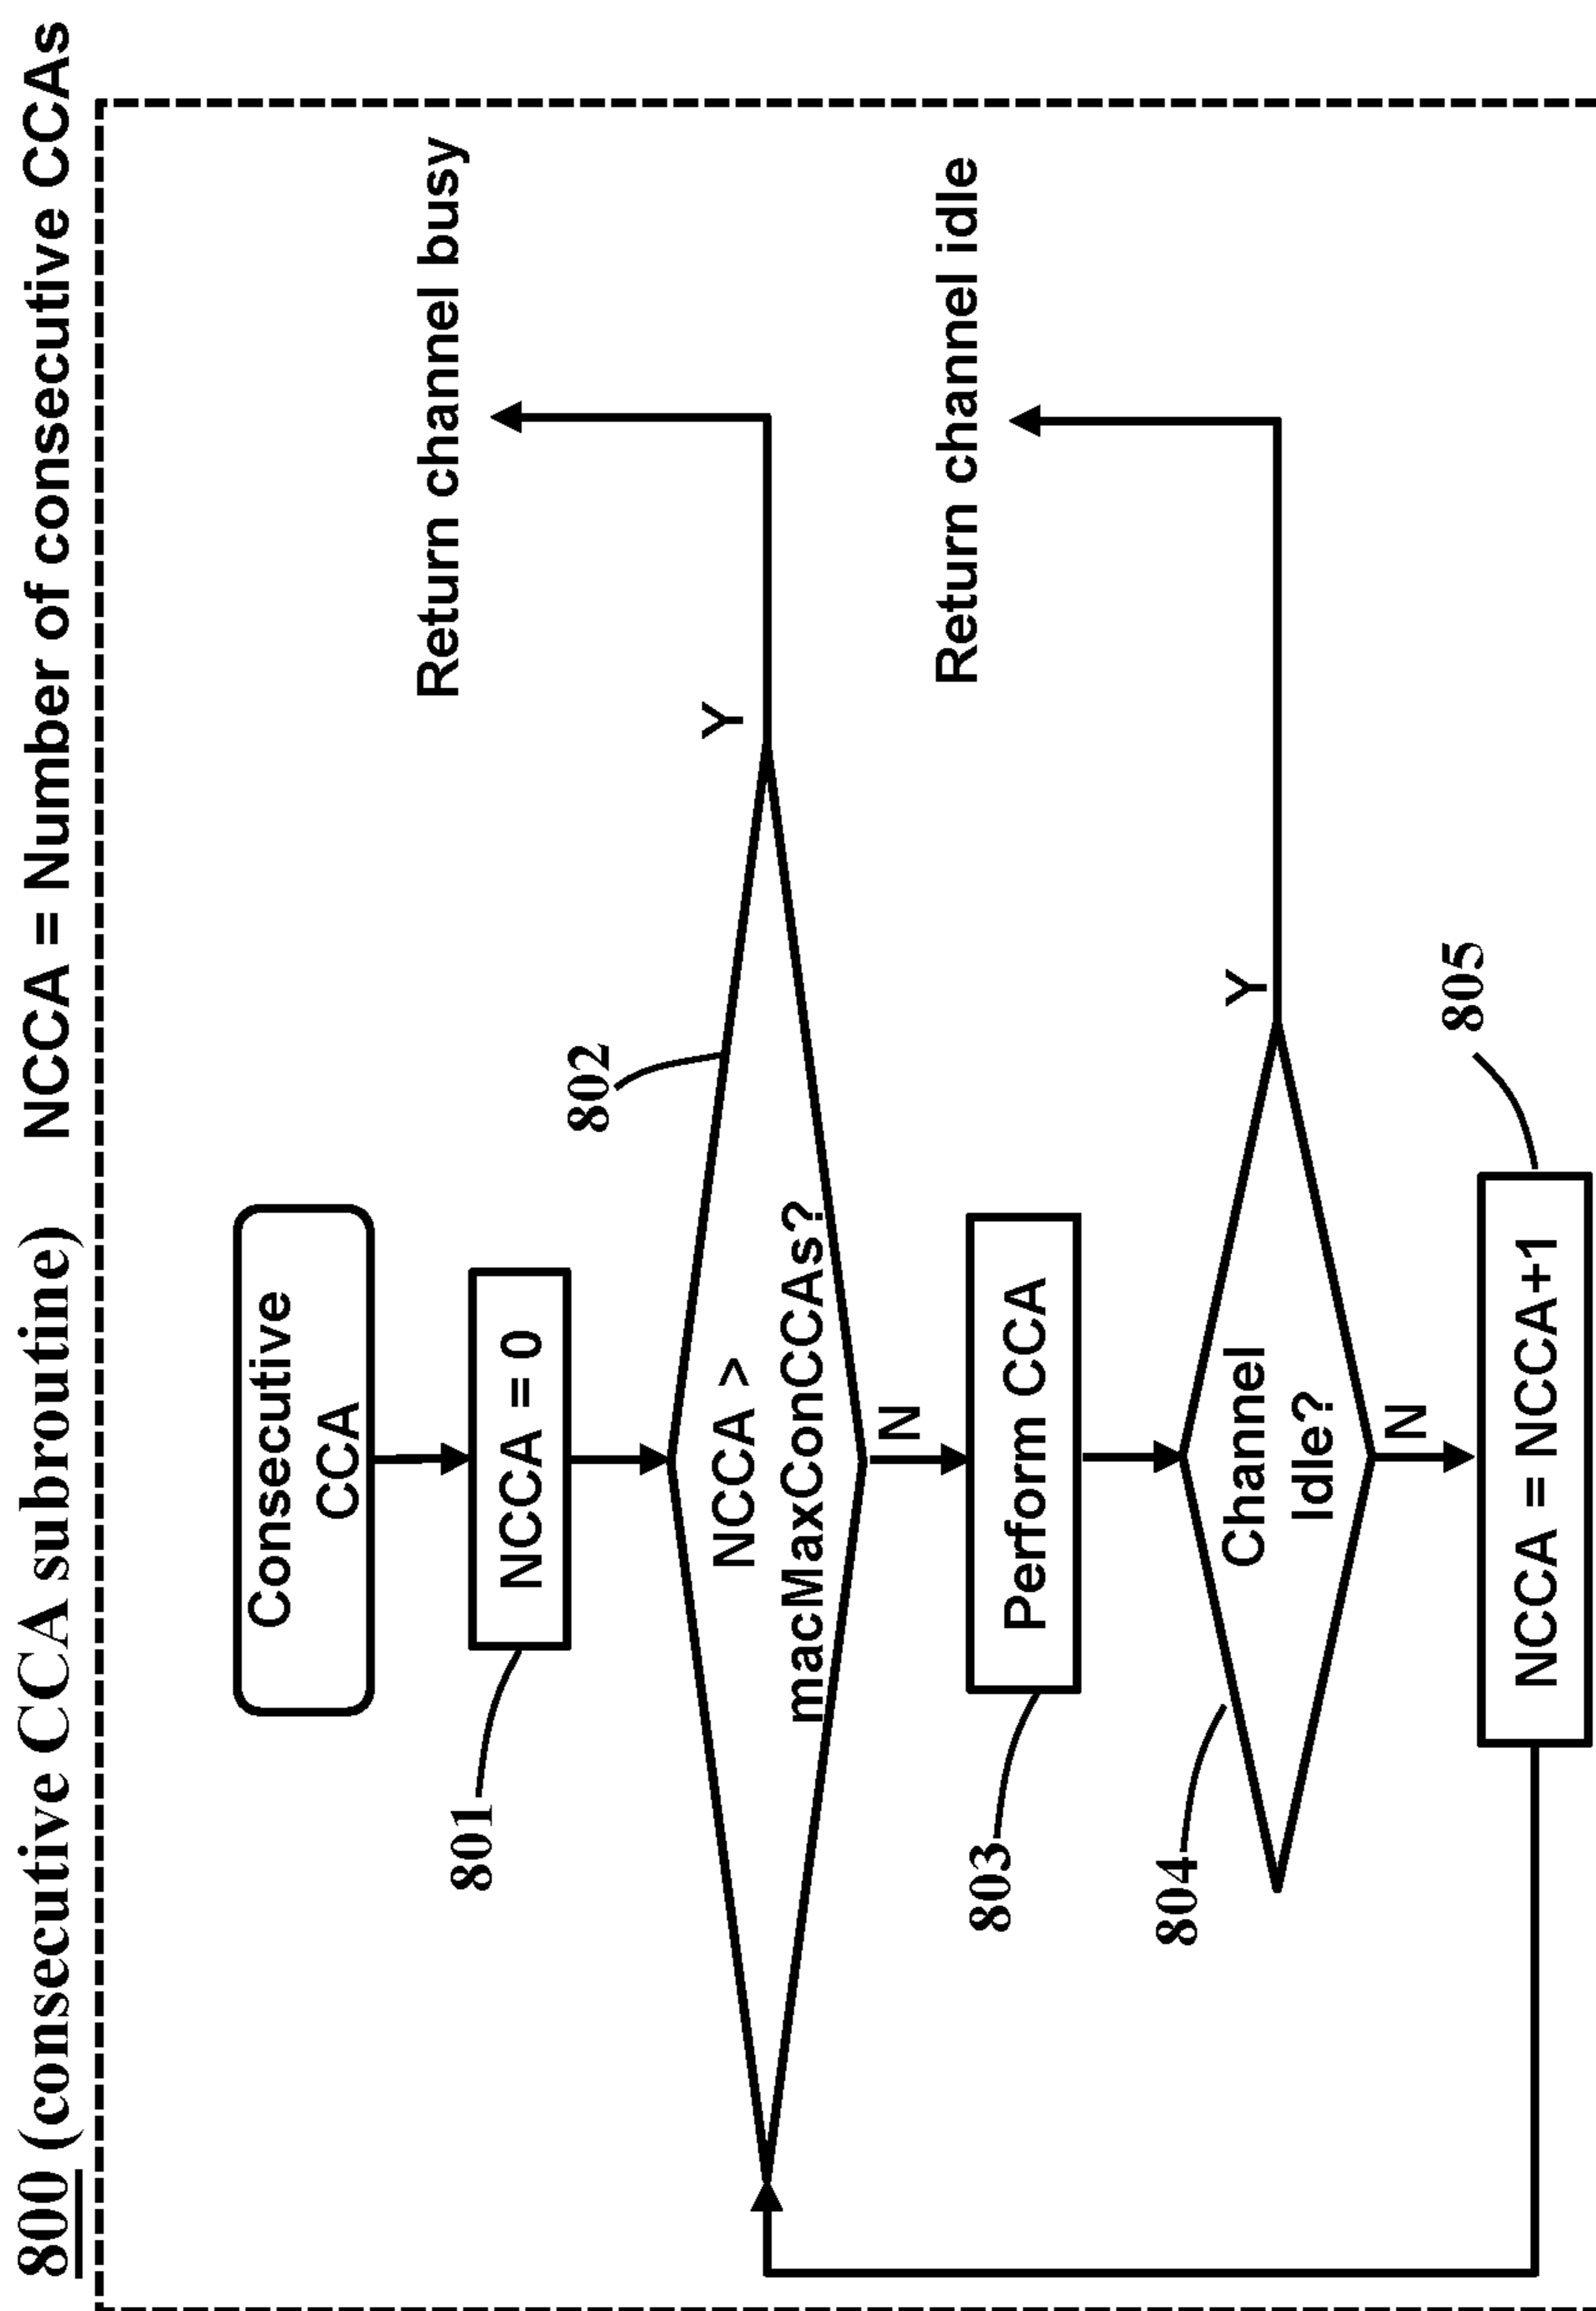 800 (consecutive CCA subroutine) NCCA = Number of consecutive CCAs
Consecutive
CCA
Return channel busy
801
NCCA = 0
802
Y
NCCA >
macMaxConCCAs?
N
Return channel idle
803
Perform CCA
804
Y
Channel
Idle?
N
805
NCCA = NCCA+1